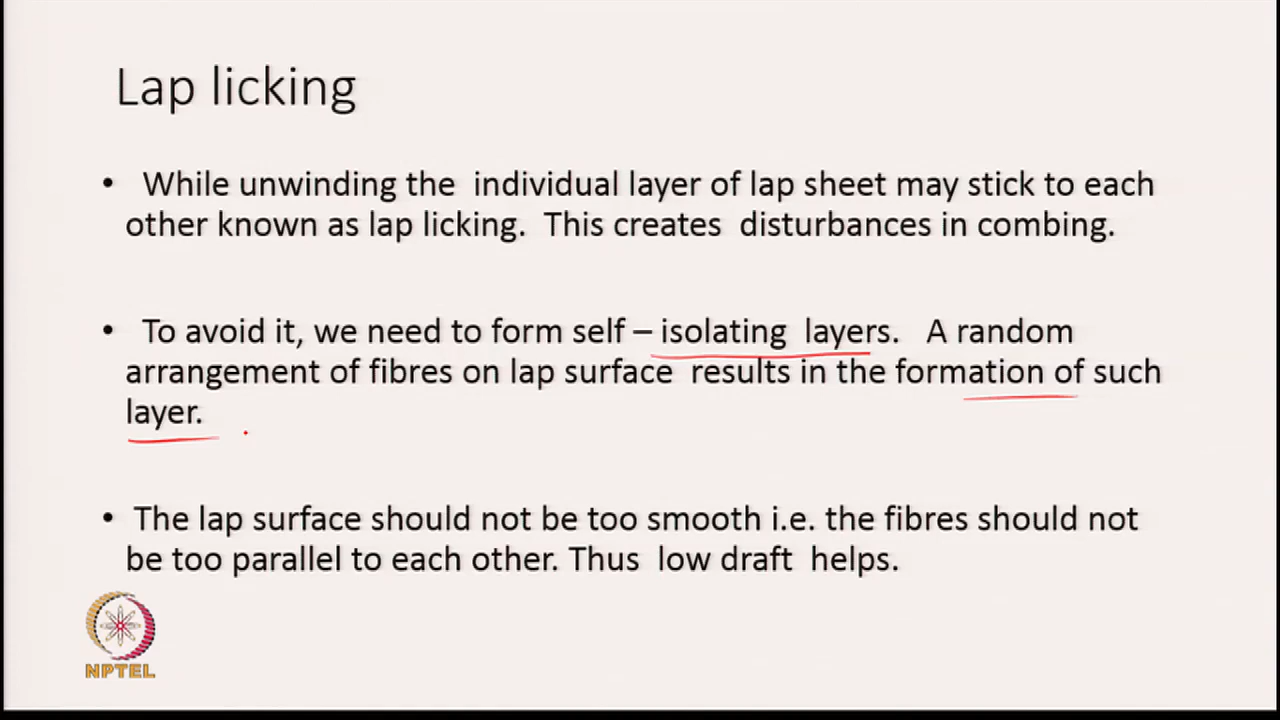 Lap licking
• While unwinding the individual layer of lap sheet may stick to each
other known as lap licking. This creates disturbances in combing.
• To avoid it, we need to form self – isolating layers. A random
arrangement of fibres on lap surface results in the formation of such
layer.
• The lap surface should not be too smooth i.e. the fibres should not
be too parallel to each other. Thus low draft helps.
NPTEL